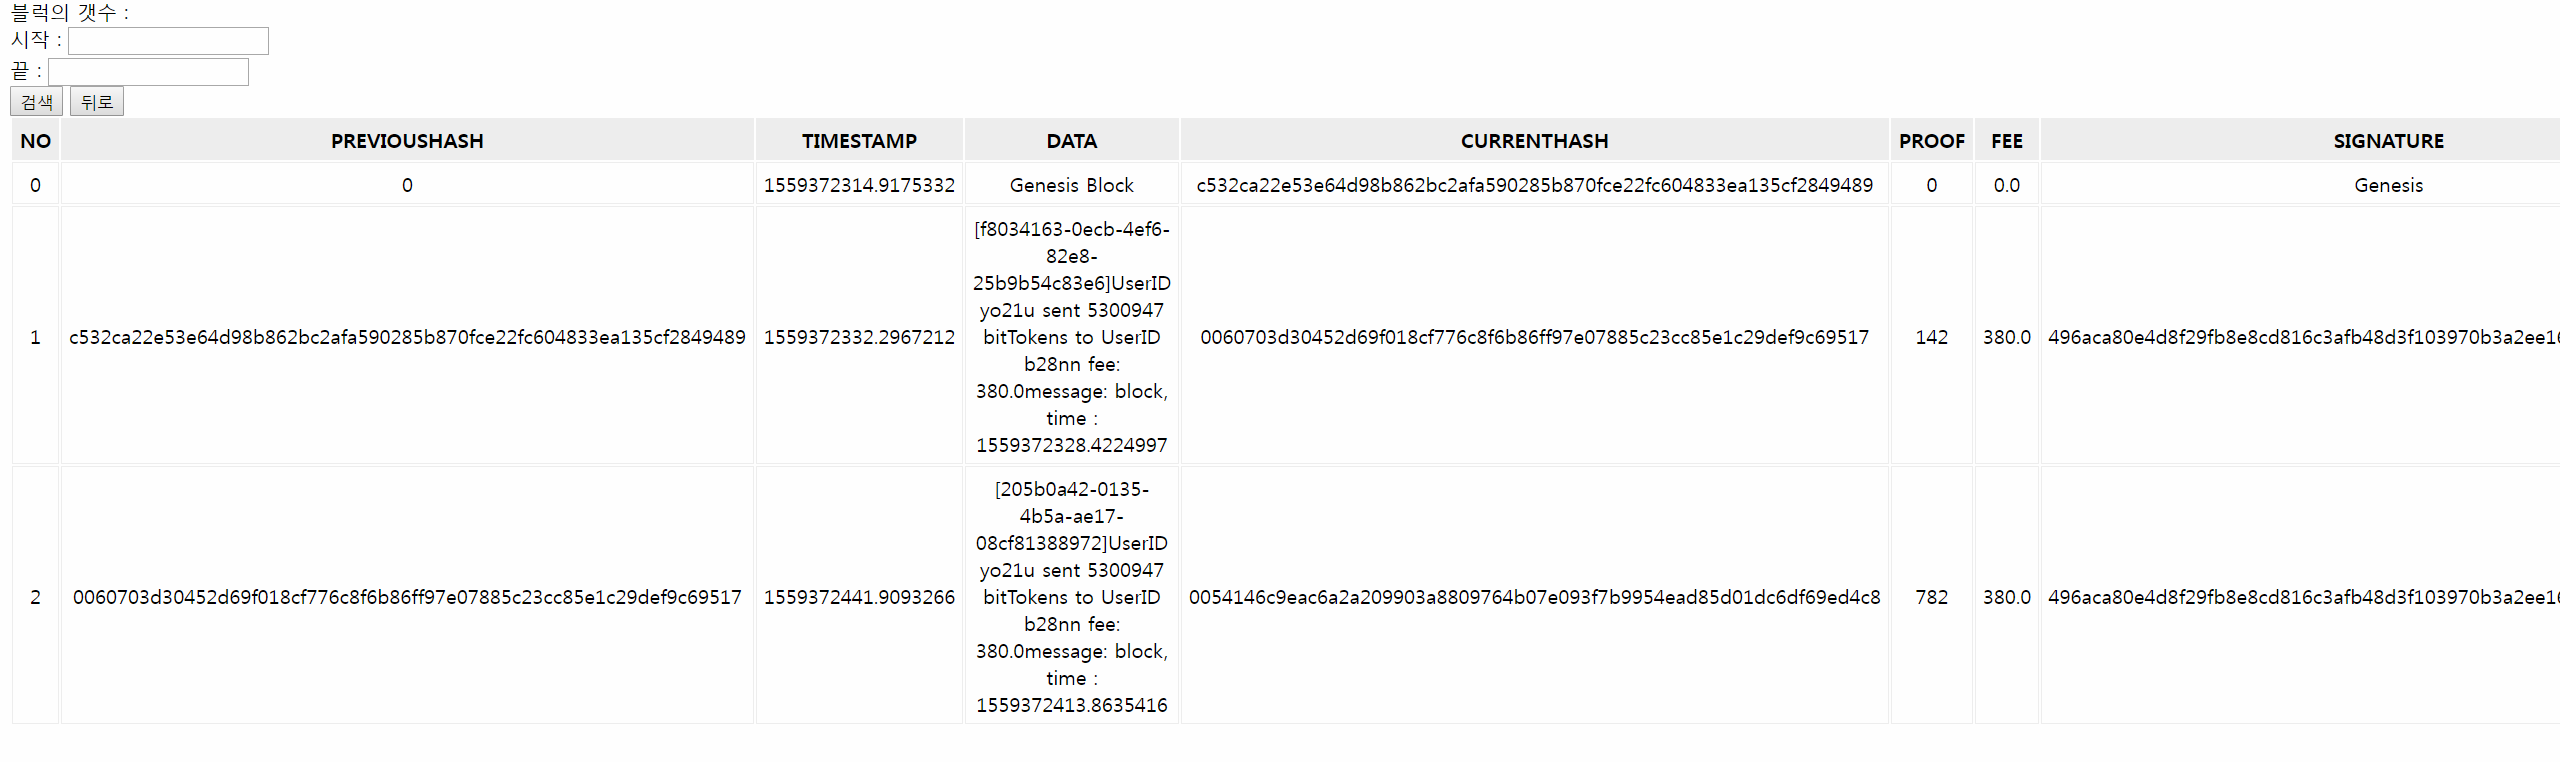 블럭의 갯수 :
시작 :
끝 :
검색 뒤로
NO PREVIOUSHASH TIMESTAMP DATA CURRENTHASH PROOF FEE SIGNATURE
0 0 1559372314.9175332 Genesis Block c532ca22e53e64d98b862bc2afa590285b870fce22fc604833ea135cf2849489 0 0.0 Genesis
[f8034163-0ecb-4ef6-
82e8-
25b9b54c83e6]UserID
yo21u sent 5300947
1 c532ca22e53e64d98b862bc2afa590285b870fce22fc604833ea135cf2849489 1559372332.2967212 bitTokens to UserID 0060703d30452d69f018cf776c8f6b86ff97e07885c23cc85e1c29def9c69517 142 380.0 496aca80e4d8f29fb8e8cd816c3afb48d3f103970b3a2ee16
b28nn fee:
380.0message: block,
time :
1559372328.4224997
[205b0a42-0135-
4b5a-ae17-
08cf81388972]UserID
yo21u sent 5300947
2 0060703d30452d69f018cf776c8f6b86ff97e07885c23cc85e1c29def9c69517 1559372441.9093266 bitTokens to UserID 0054146c9eac6a2a209903a8809764b07e093f7b9954ead85d01dc6df69ed4c8 782 380.0 496aca80e4d8f29fb8e8cd816c3afb48d3f103970b3a2ee16
b28nn fee:
380.0message: block,
time :
1559372413.8635416